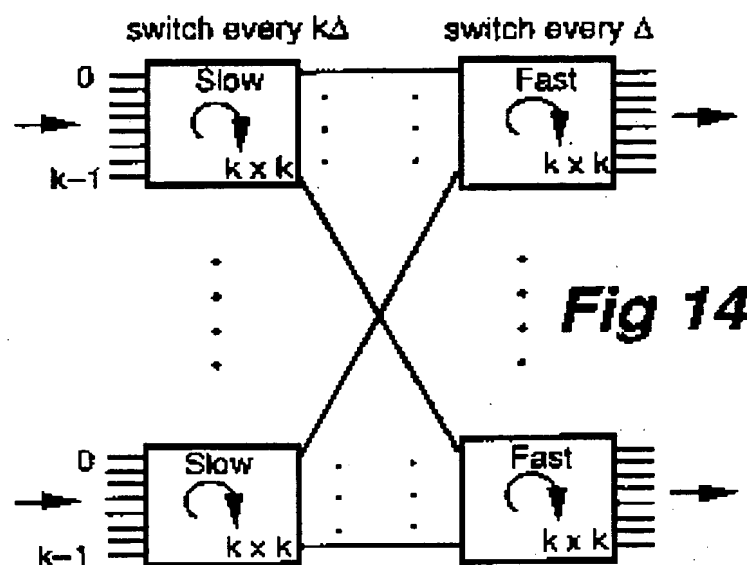 switch every kΔ
switch every Δ
0
Slow
k x k
k-1
Fast
k x k
Fig 14
0
Slow
k x k
k-1
Fast
k x k